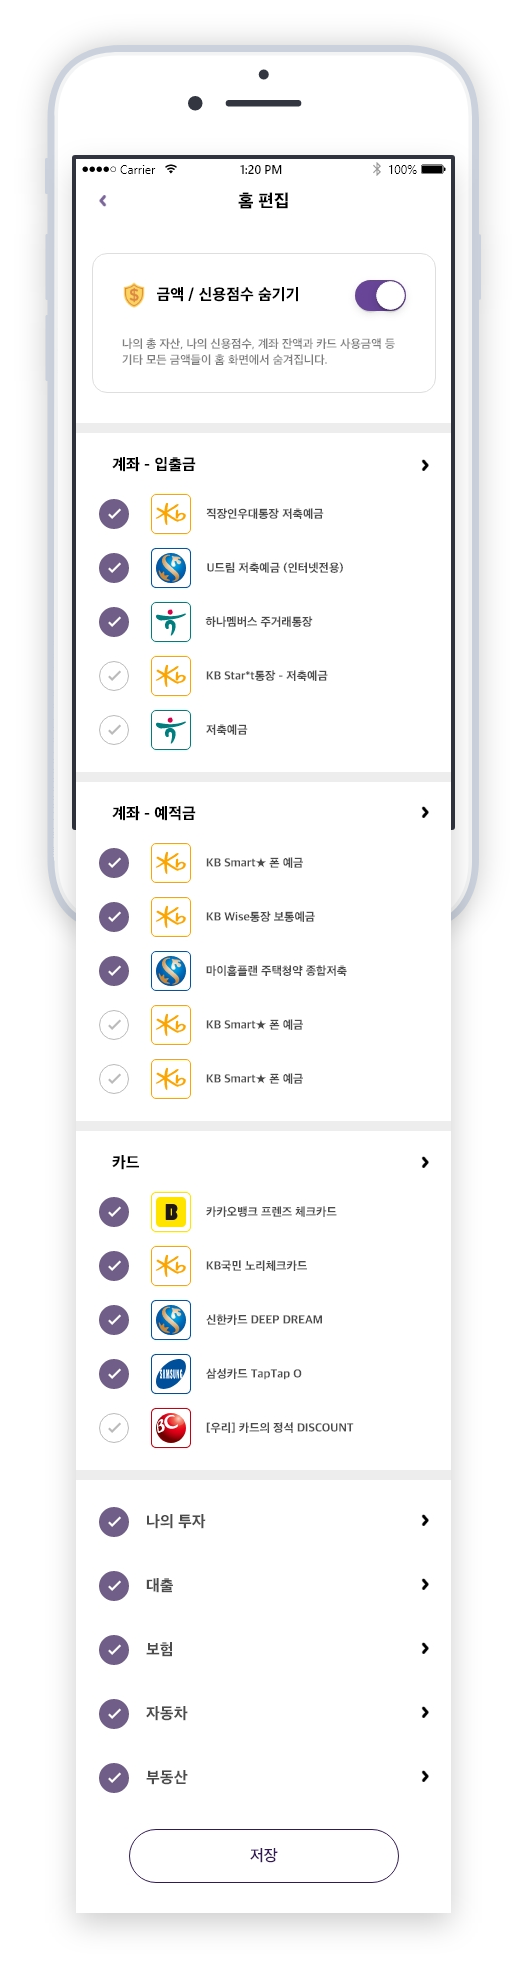 Carrier 1:20 PM 100%
홈 편집
금액 / 신용점수 숨기기
나의 총 자산, 나의 신용점수, 계좌 잔액과 카드 사용금액 등
기타 모든 금액들이 홈 화면에서 숨겨집니다.
계좌 - 입출금
직장인우대통장 저축예금
U드림 저축예금 (인터넷전용)
하나멤버스 주거래통장
KB Star*t통장 - 저축예금
저축예금
계좌 - 예적금
KB Smart★ 폰 예금
KB Wise통장 보통예금
마이홈플랜 주택청약 종합저축
KB Smart★ 폰 예금
KB Smart★ 폰 예금
카드
B 카카오뱅크 프렌즈 체크카드
KB국민 노리체크카드
신한카드 DEEP DREAM
SAMSUNG 삼성카드 TapTap O
BC [우리] 카드의 정석 DISCOUNT
나의 투자
대출
보험
자동차
부동산
저장